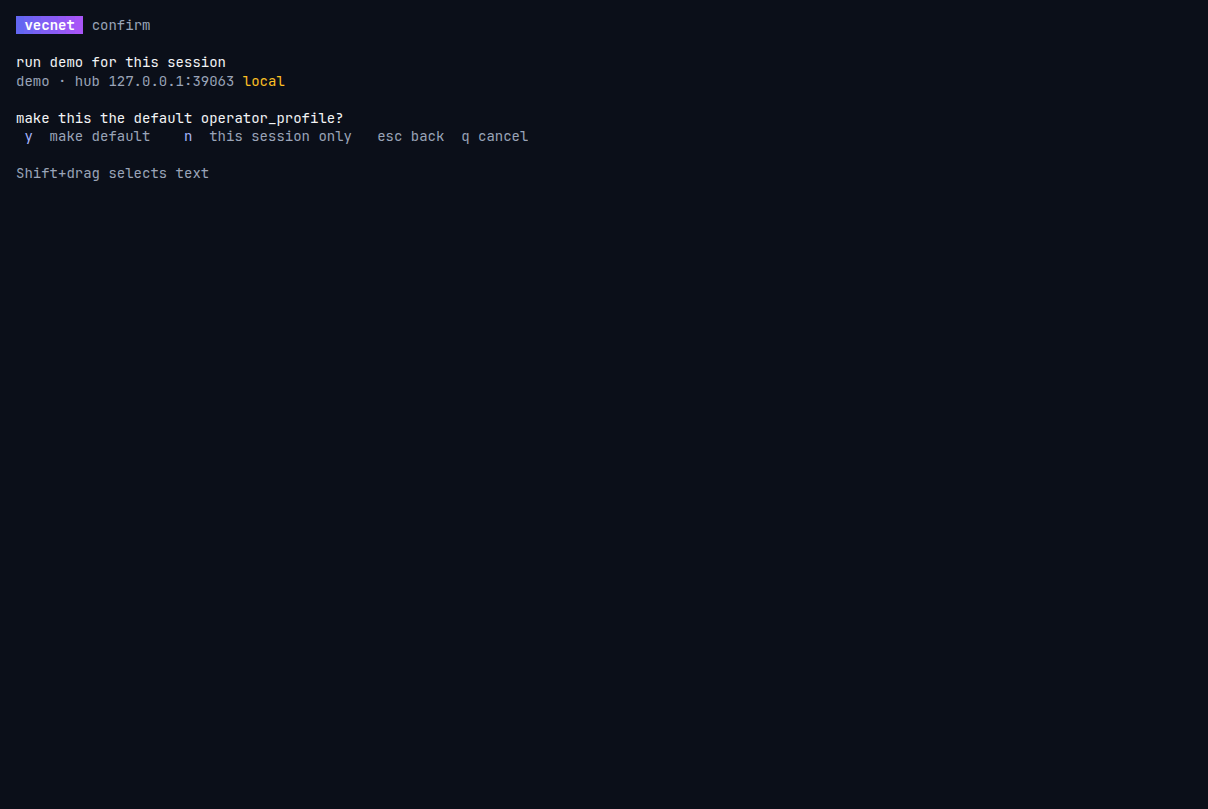 vecnet confirm
run demo for this session
demo · hub 127.0.0.1:39063 local
make this the default operator_profile?
y make default n this session only esc back q cancel
Shift+drag selects text